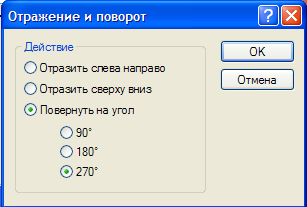 Отражение и поворот
Действие
Отразить слева направо
Отразить сверху вниз
Повернуть на угол
90°
180°
270°
OK
Отмена